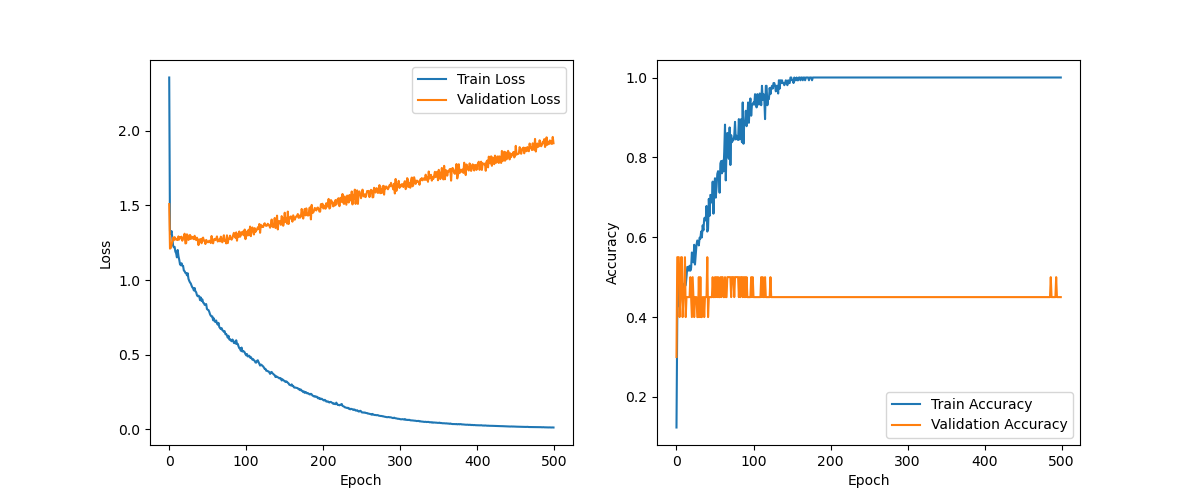 Train Loss
Validation Loss
2.0
1.5
1.0
0.5
0.0
Loss
0 100 200 300 400 500
Epoch
1.0
0.8
0.6
0.4
0.2
Accuracy
Train Accuracy
Validation Accuracy
0 100 200 300 400 500
Epoch